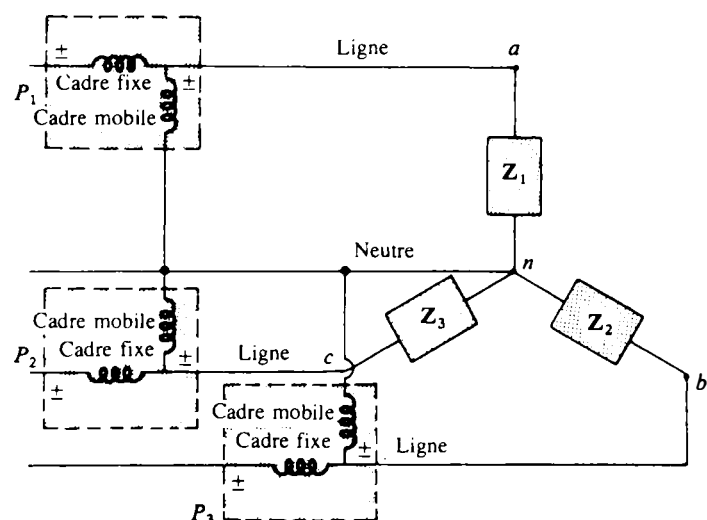 Ligne
a
±
Cadre fixe
±
P₁
Cadre mobile
Z₁
Neutre
n
Cadre mobile
Z₃
Z₂
Cadre fixe
P₂
Ligne
c
±
±
b
Cadre mobile
Cadre fixe
Ligne
±
±
P₃